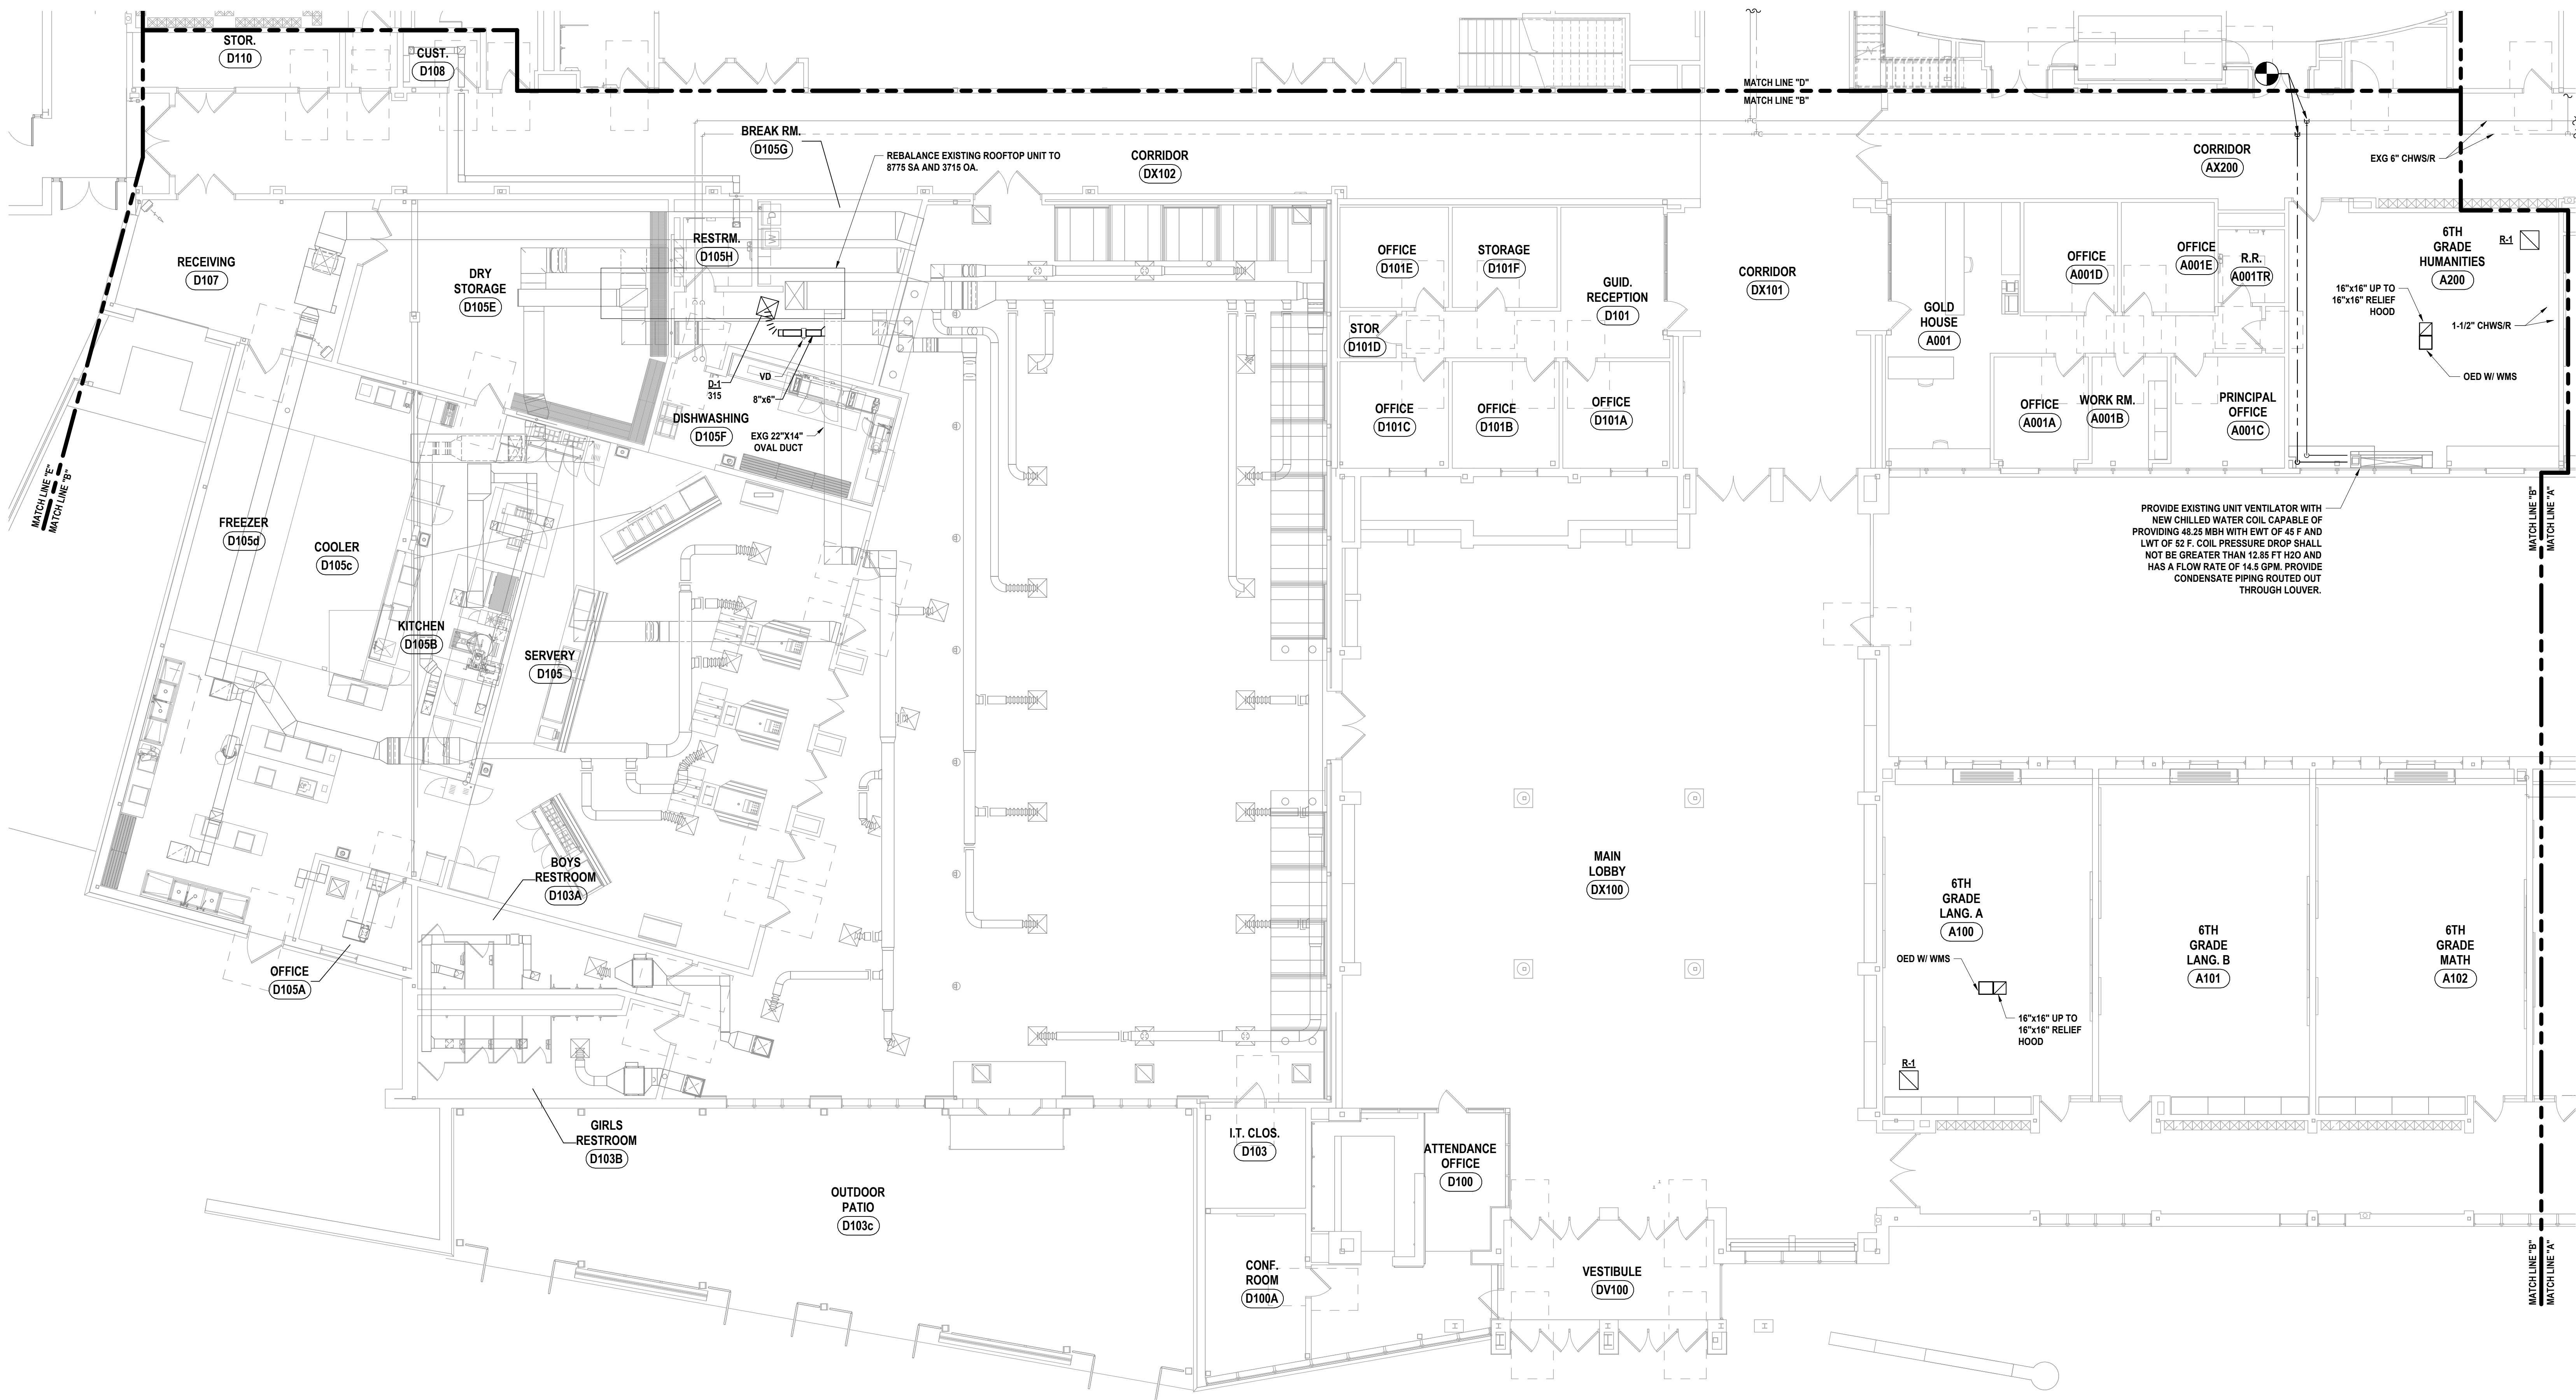 STOR.
D110
CUST.
D108
MATCH LINE "D"
MATCH LINE "B"
BREAK RM.
D105G
REBALANCE EXISTING ROOFTOP UNIT TO
8775 SA AND 3715 OA.
CORRIDOR
DX102
CORRIDOR
AX200
EXG 6" CHWS/R
RECEIVING
D107
DRY
STORAGE
D105E
RESTRM.
D105H
W
D
OFFICE
D101E
STORAGE
D101F
GUID.
RECEPTION
D101
CORRIDOR
DX101
STOR
D101D
GOLD
HOUSE
A001
OFFICE
A001D
OFFICE
A001E
R.R.
A001TR
6TH
GRADE
HUMANITIES
A200
R-1
16"x16" UP TO
16"x16" RELIEF
HOOD
1-1/2" CHWS/R
OED W/ WMS
D-1
315
VD
8"x6"
DISHWASHING
D105F
EXG 22"X14"
OVAL DUCT
OFFICE
D101C
OFFICE
D101B
OFFICE
D101A
OFFICE
A001A
WORK RM.
A001B
PRINCIPAL
OFFICE
A001C
MATCH LINE "E"
MATCH LINE "B"
FREEZER
D105d
COOLER
D105c
KITCHEN
D105B
SERVERY
D105
PROVIDE EXISTING UNIT VENTILATOR WITH
NEW CHILLED WATER COIL CAPABLE OF
PROVIDING 48.25 MBH WITH EWT OF 45 F AND
LWT OF 52 F. COIL PRESSURE DROP SHALL
NOT BE GREATER THAN 12.85 FT H2O AND
HAS A FLOW RATE OF 14.5 GPM. PROVIDE
CONDENSATE PIPING ROUTED OUT
THROUGH LOUVER.
MATCH LINE "B"
MATCH LINE "A"
BOYS
RESTROOM
D103A
MAIN
LOBBY
DX100
6TH
GRADE
LANG. A
A100
OED W/ WMS
16"x16" UP TO
16"x16" RELIEF
HOOD
R-1
6TH
GRADE
LANG. B
A101
6TH
GRADE
MATH
A102
OFFICE
D105A
GIRLS
RESTROOM
D103B
I.T. CLOS.
D103
ATTENDANCE
OFFICE
D100
OUTDOOR
PATIO
D103c
CONF.
ROOM
D100A
VESTIBULE
DV100
MATCH LINE "B"
MATCH LINE "A"